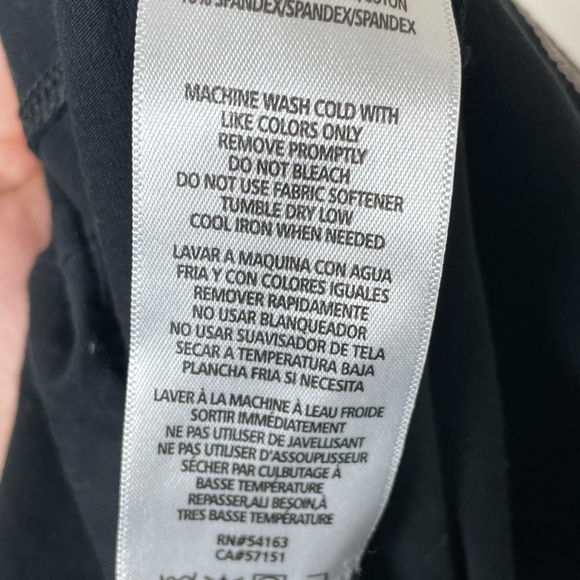 SPANDEX/SPANDEX/SPANDEX
MACHINE WASH COLD WITH
LIKE COLORS ONLY
REMOVE PROMPTLY
DO NOT BLEACH
DO NOT USE FABRIC SOFTENER
TUMBLE DRY LOW
COOL IRON WHEN NEEDED
LAVAR A MAQUINA CON AGUA
FRIA Y CON COLORES IGUALES
REMOVER RAPIDAMENTE
NO USAR BLANQUEADOR
NO USAR SUAVISADOR DE TELA
SECAR A TEMPERATURA BAJA
PLANCHA FRIA SI NECESITA
LAVER À LA MACHINE À LEAU FROIDE
SORTIR IMMÉDIATEMENT
NE PAS UTILISER DE JAVELLISANT
NE PAS UTILISER D'ASSOUPLISSEUR
SÉCHER PAR CULBUTAGE À
BASSE TEMPÉRATURE
REPASSER,AU BESOIN,À
TRES BASSE TEMPÉRATURE
RN#54163
CA#57151